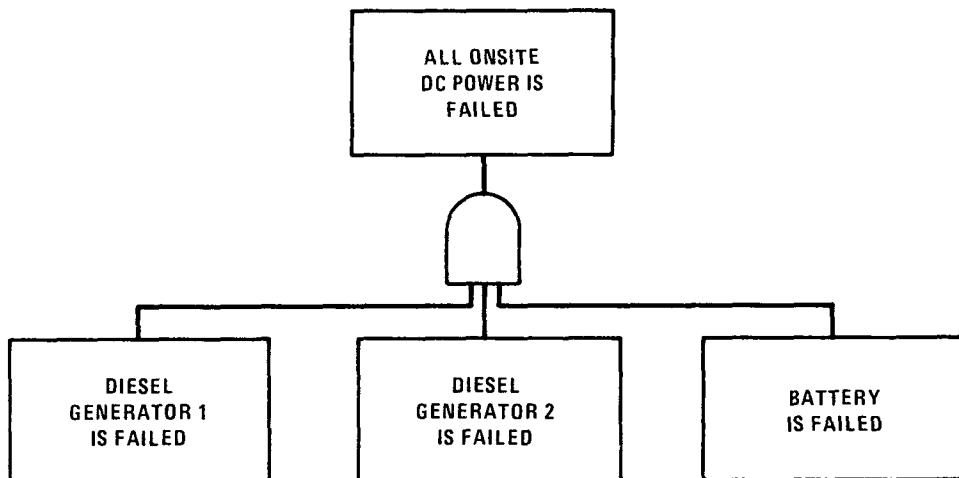 ALL ONSITE
DC POWER IS
FAILED
DIESEL
GENERATOR 1
IS FAILED
DIESEL
GENERATOR 2
IS FAILED
BATTERY
IS FAILED